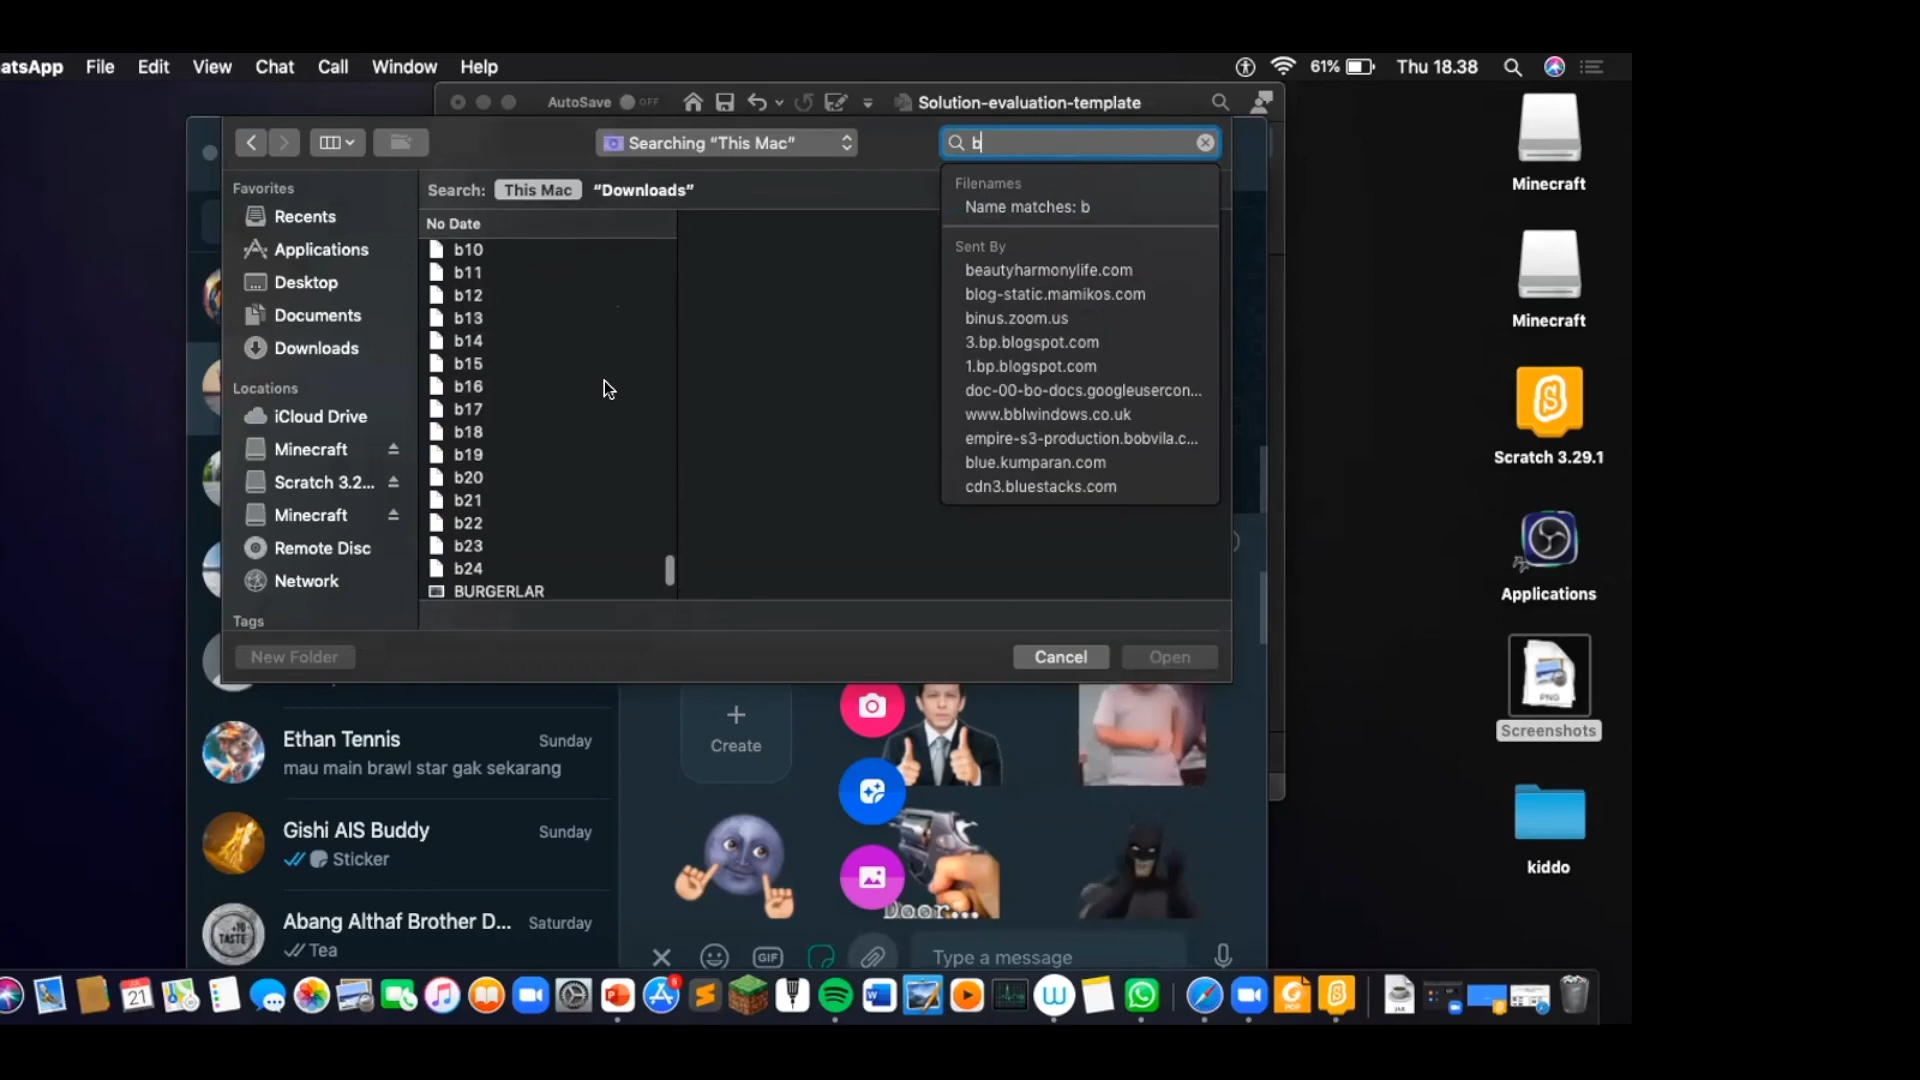 atsApp File Edit View Chat Call Window Help 61% Thu 18.38
AutoSave OFF Solution-evaluation-template
Searching “This Mac” b
Search: This Mac “Downloads”
Favorites
Recents
Applications
Desktop
Documents
Downloads
Locations
iCloud Drive
Minecraft
Scratch 3.2...
Minecraft
Remote Disc
Network
Tags
No Date
b10
b11
b12
b13
b14
b15
b16
b17
b18
b19
b20
b21
b22
b23
b24
BURGERLAR
Filenames
Name matches: b
Sent By
beautyharmonylife.com
blog-static.mamikos.com
binus.zoom.us
3.bp.blogspot.com
1.bp.blogspot.com
doc-00-bo-docs.googleusercon...
www.bblwindows.co.uk
empire-s3-production.bobvila.c...
blue.kumparan.com
cdn3.bluestacks.com
New Folder Cancel Open
Minecraft
Minecraft
Scratch 3.29.1
Applications
PNG
Screenshots
kiddo
Ethan Tennis Sunday
mau main brawl star gak sekarang
Gishi AIS Buddy Sunday
Sticker
Abang Althaf Brother D... Saturday
Tea
TASTE
Create
Door...
GIF Type a message
21
JAR
PDF